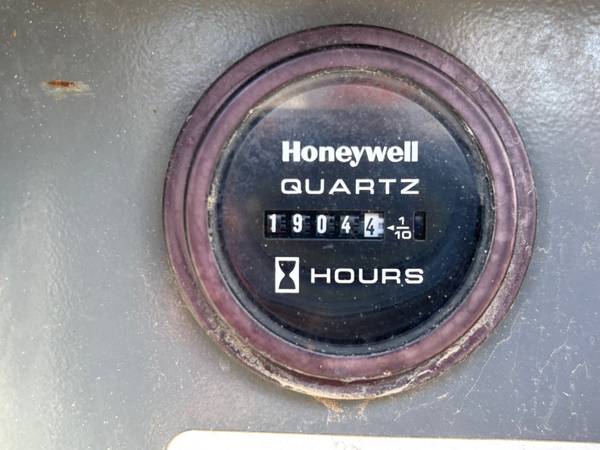 Honeywell
QUARTZ
19044 ◄ 1/10
HOURS